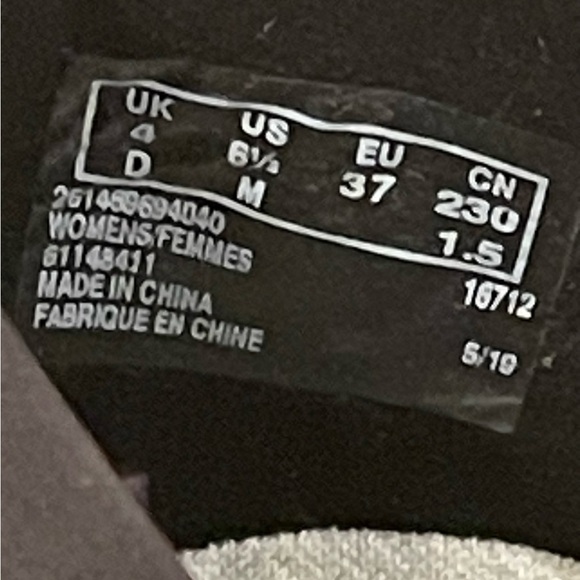 UK US EU CN
4 6½ 37 230
D M 1.5
261469694040
WOMENS/FEMMES
61148411 16712
MADE IN CHINA
FABRIQUE EN CHINE 5/19